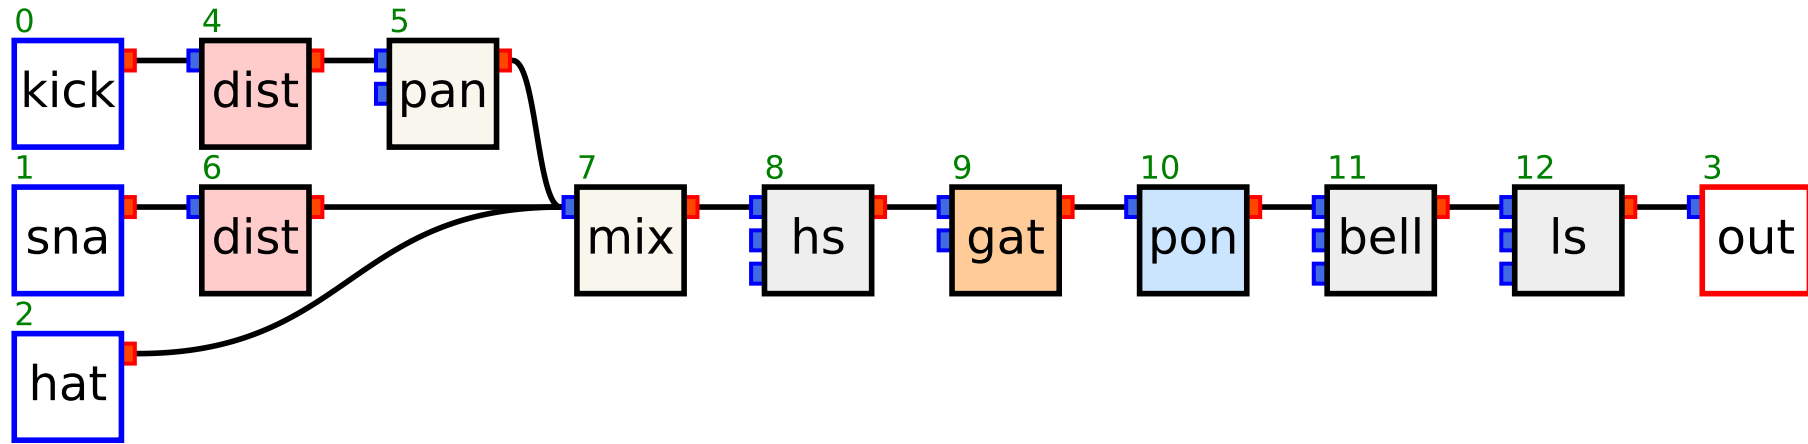 0 4 5
kick dist pan
1 6 7 8 9 10 11 12 3
sna dist mix hs gat pon bell ls out
2
hat